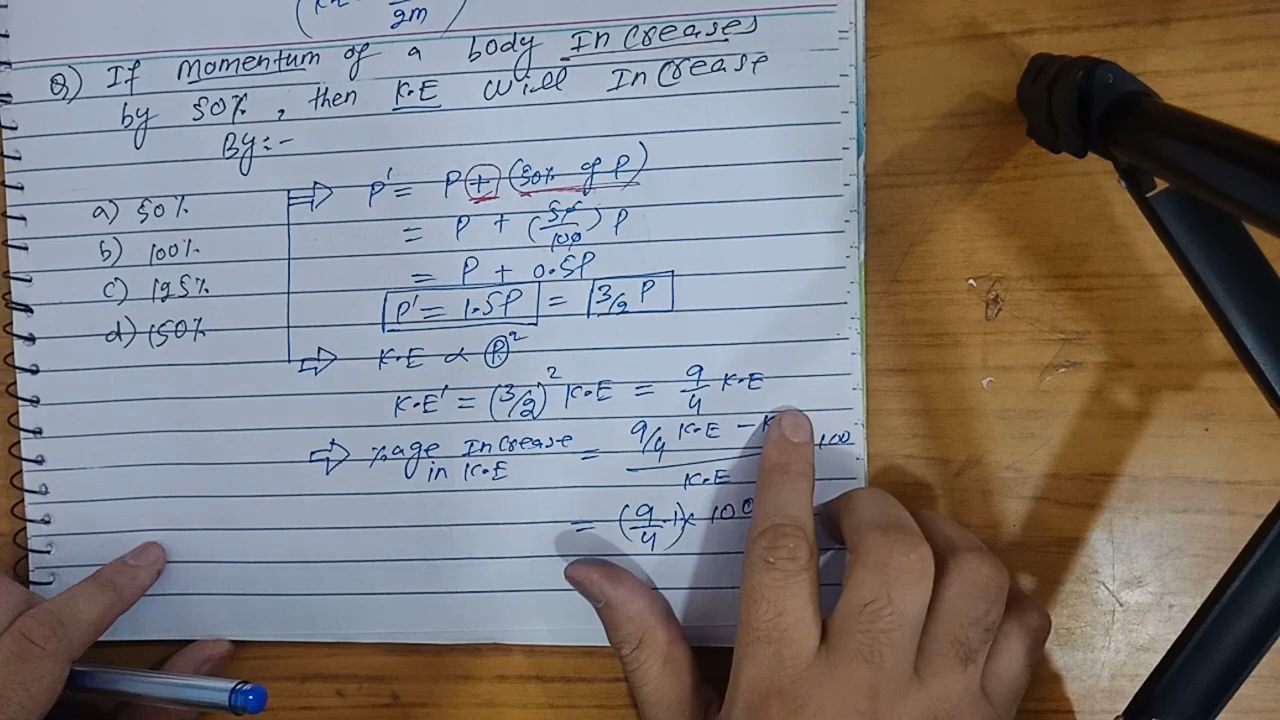 2m
Q) If momentum of a body Increases
by 50%, then K.E will Increase
By:-
a) 50%
b) 100%
c) 125%
d) 150%
⇒ P' = P + (50% of P)
= P + (50/100) P
= P + 0.5P
P' = 1.5P = 3/2 P
⇒ K.E ∝ P²
K.E' = (3/2)² K.E = 9/4 K.E
⇒ %age Increase in K.E = 9/4 K.E - K / K.E 100
= (9/4 - 1) × 100